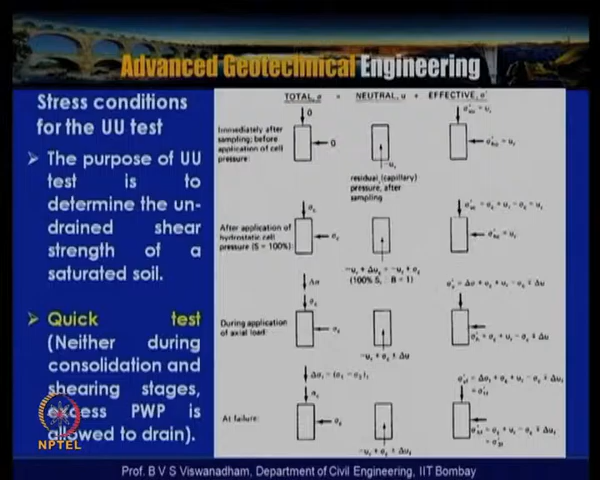 Advanced Geotechnical Engineering
Stress conditions
for the UU test
The purpose of UU
test is to
determine the un-
drained shear
strength of a
saturated soil.
Quick test
(Neither during
consolidation and
shearing stages,
excess PWP is
allowed to drain).
TOTAL, σ = NEUTRAL, u + EFFECTIVE, σ'
Immediately after
sampling; before
application of cell
pressure:
0
0
residual (capillary)
pressure, after
sampling
After application of
hydrostatic cell
pressure (S = 100%):
(100% S, : B = 1)
During application
of axial load:
At failure:
NPTEL
Prof. B V S Viswanadham, Department of Civil Engineering, IIT Bombay